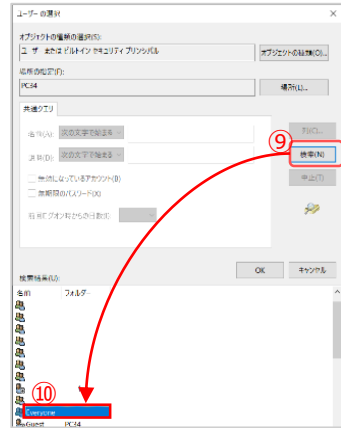 ユーザー の選択
オブジェクトの種類の選択(S):
ユーザー または ビルトイン セキュリティ プリンシパル
オブジェクトの種類(O)...
場所の指定(F):
PC34
場所(L)...
共通クエリ
名前(A):
次の文字で始まる
列(C)...
⑨
検索(N)
説明(D):
次の文字で始まる
中止(T)
無効になっているアカウント(B)
無期限のパスワード(X)
前回ログオン時からの日数(I):
OK
キャンセル
検索結果(U):
名前
フォルダー
⑩
Everyone
Guest
PC34